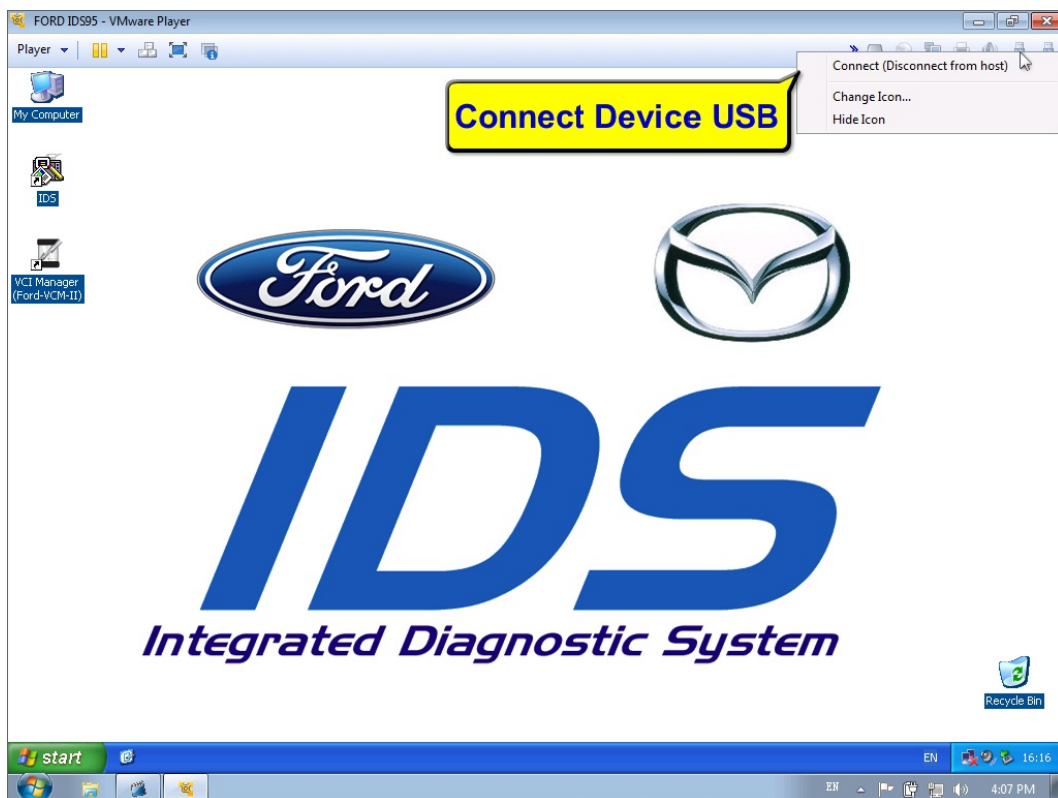 FORD IDS95 - VMware Player
Player
Connect (Disconnect from host)
Change Icon...
Hide Icon
Connect Device USB
My Computer
IDS
VCI Manager
(Ford-VCM-II)
Ford
IDS
Integrated Diagnostic System
Recycle Bin
start
EN
16:16
EN
4:07 PM